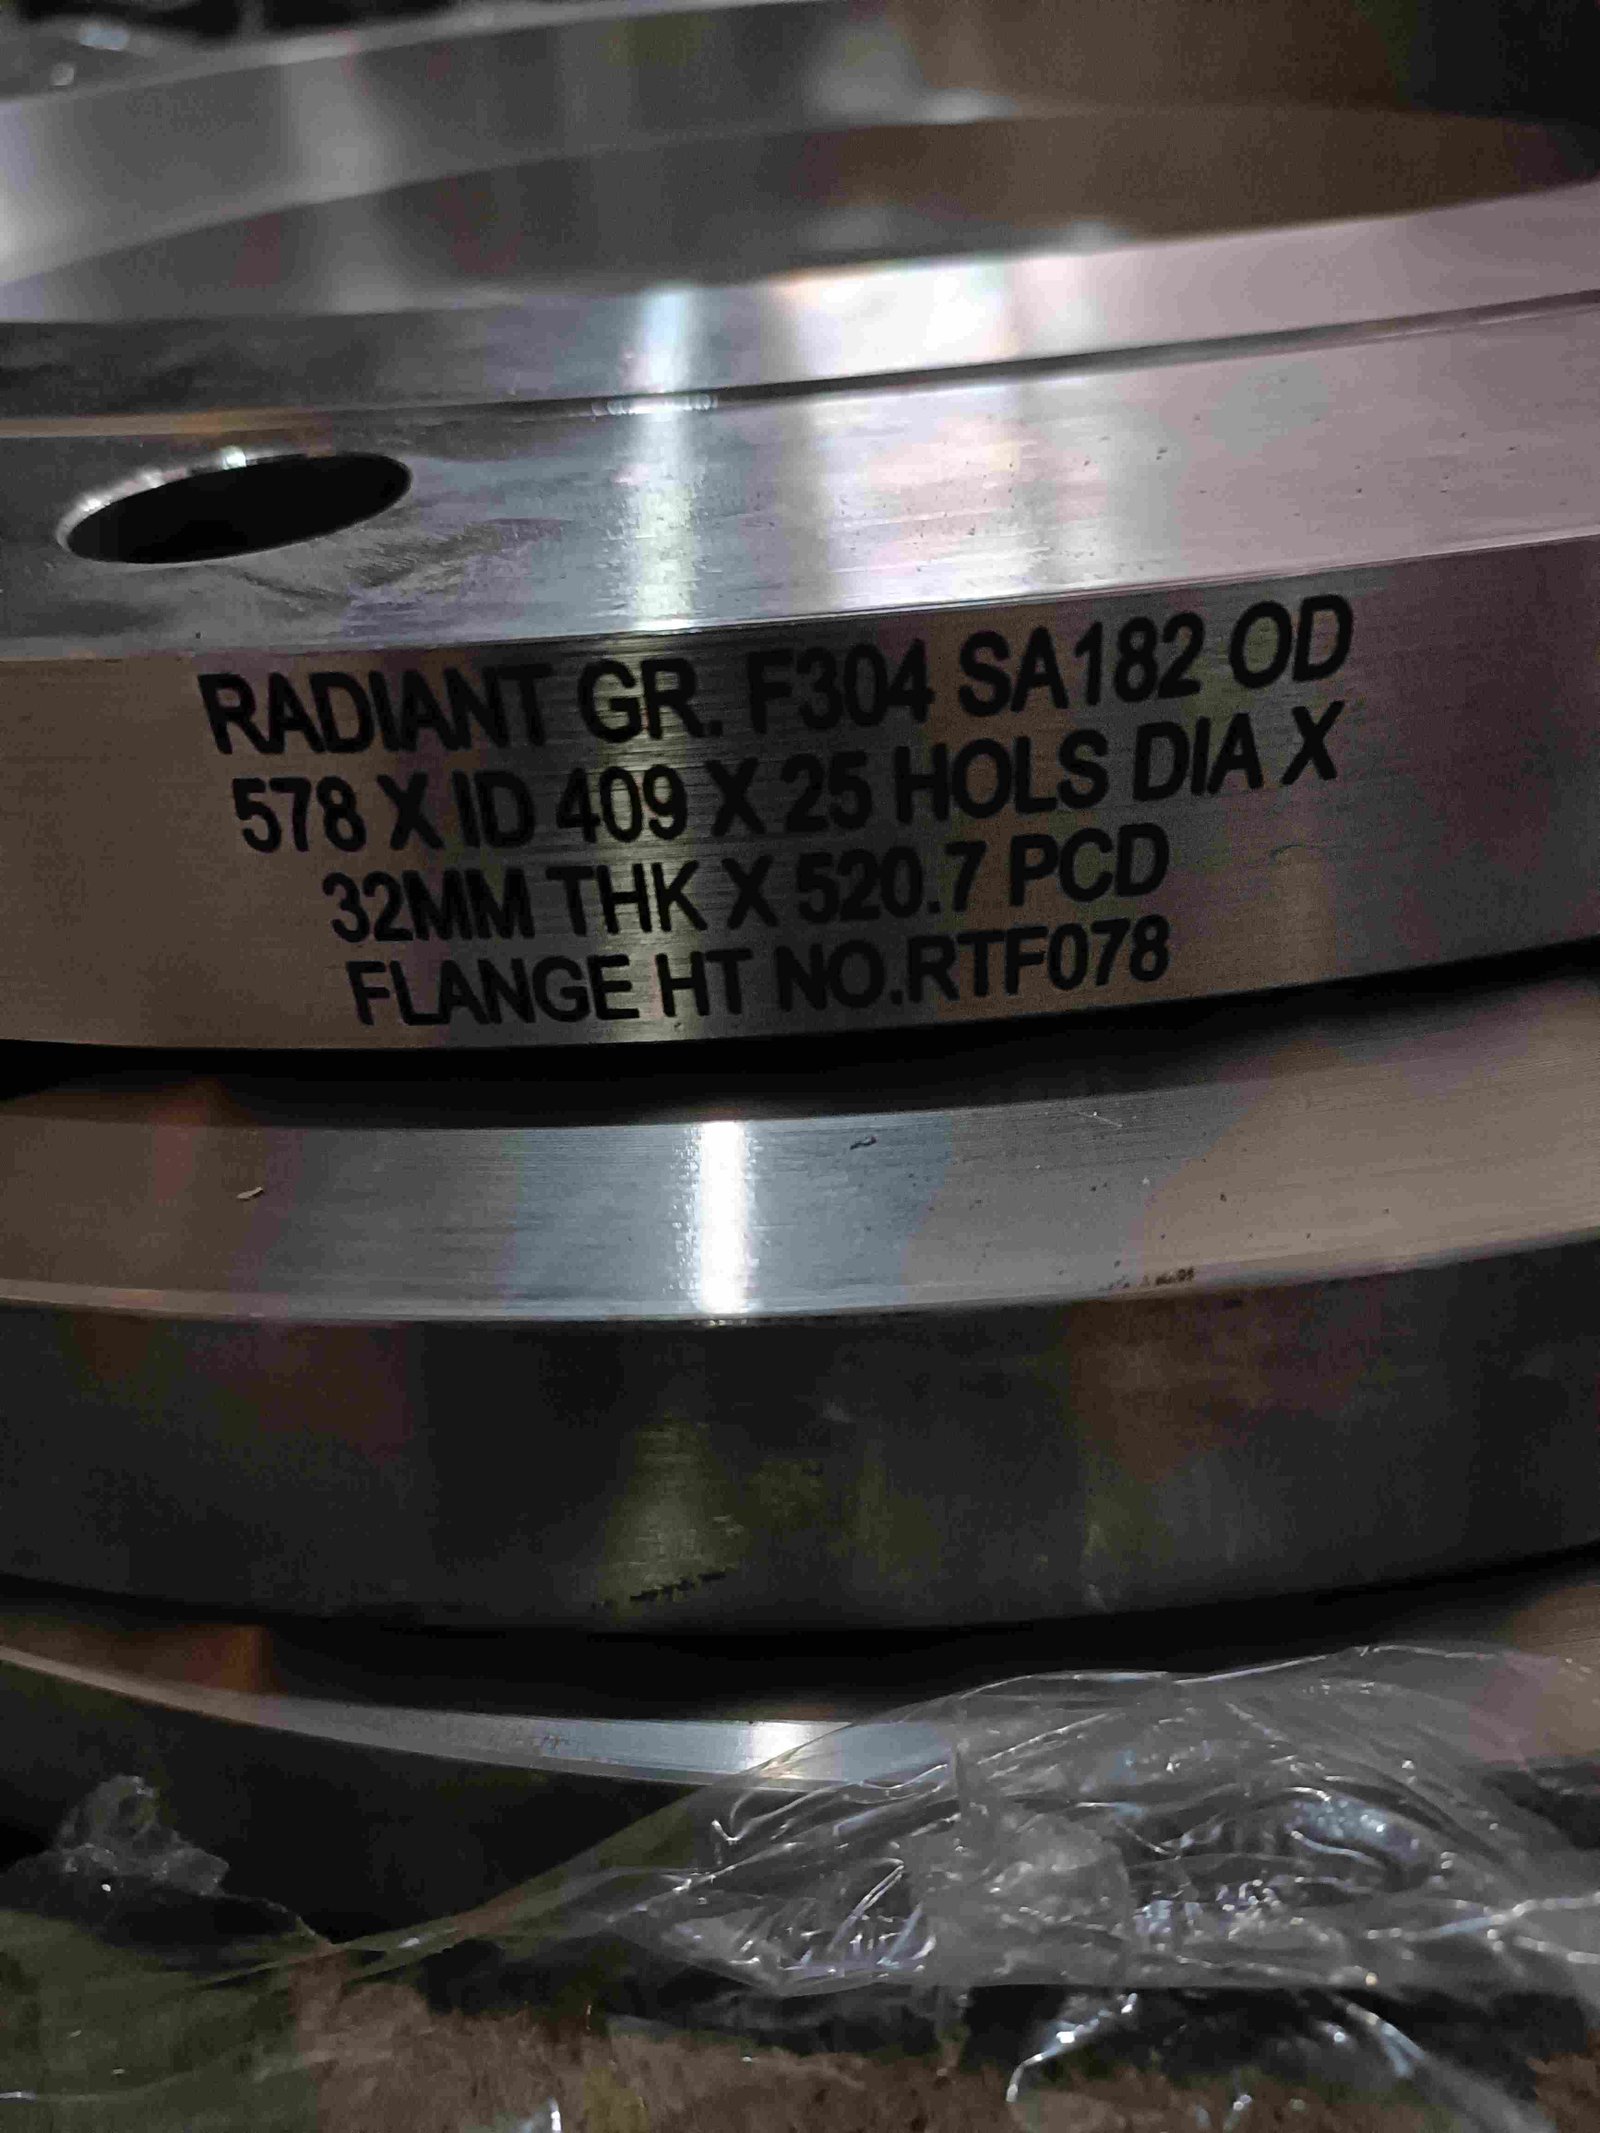 RADIANT GR. F304 SA182 OD
578 X ID 409 X 25 HOLS DIA X
32MM THK X 520.7 PCD
FLANGE HT NO.RTF078